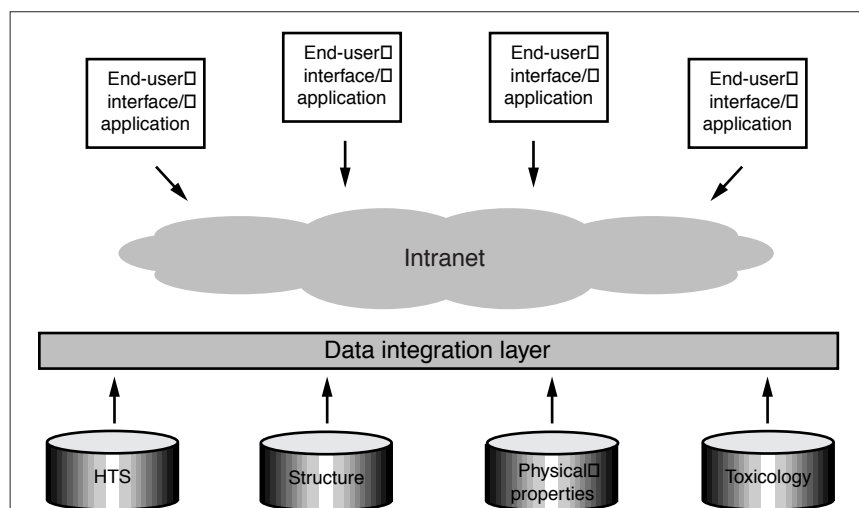 End-user
interface/
application
End-user
interface/
application
End-user
interface/
application
End-user
interface/
application
Intranet
Data integration layer
HTS
Structure
Physical
properties
Toxicology